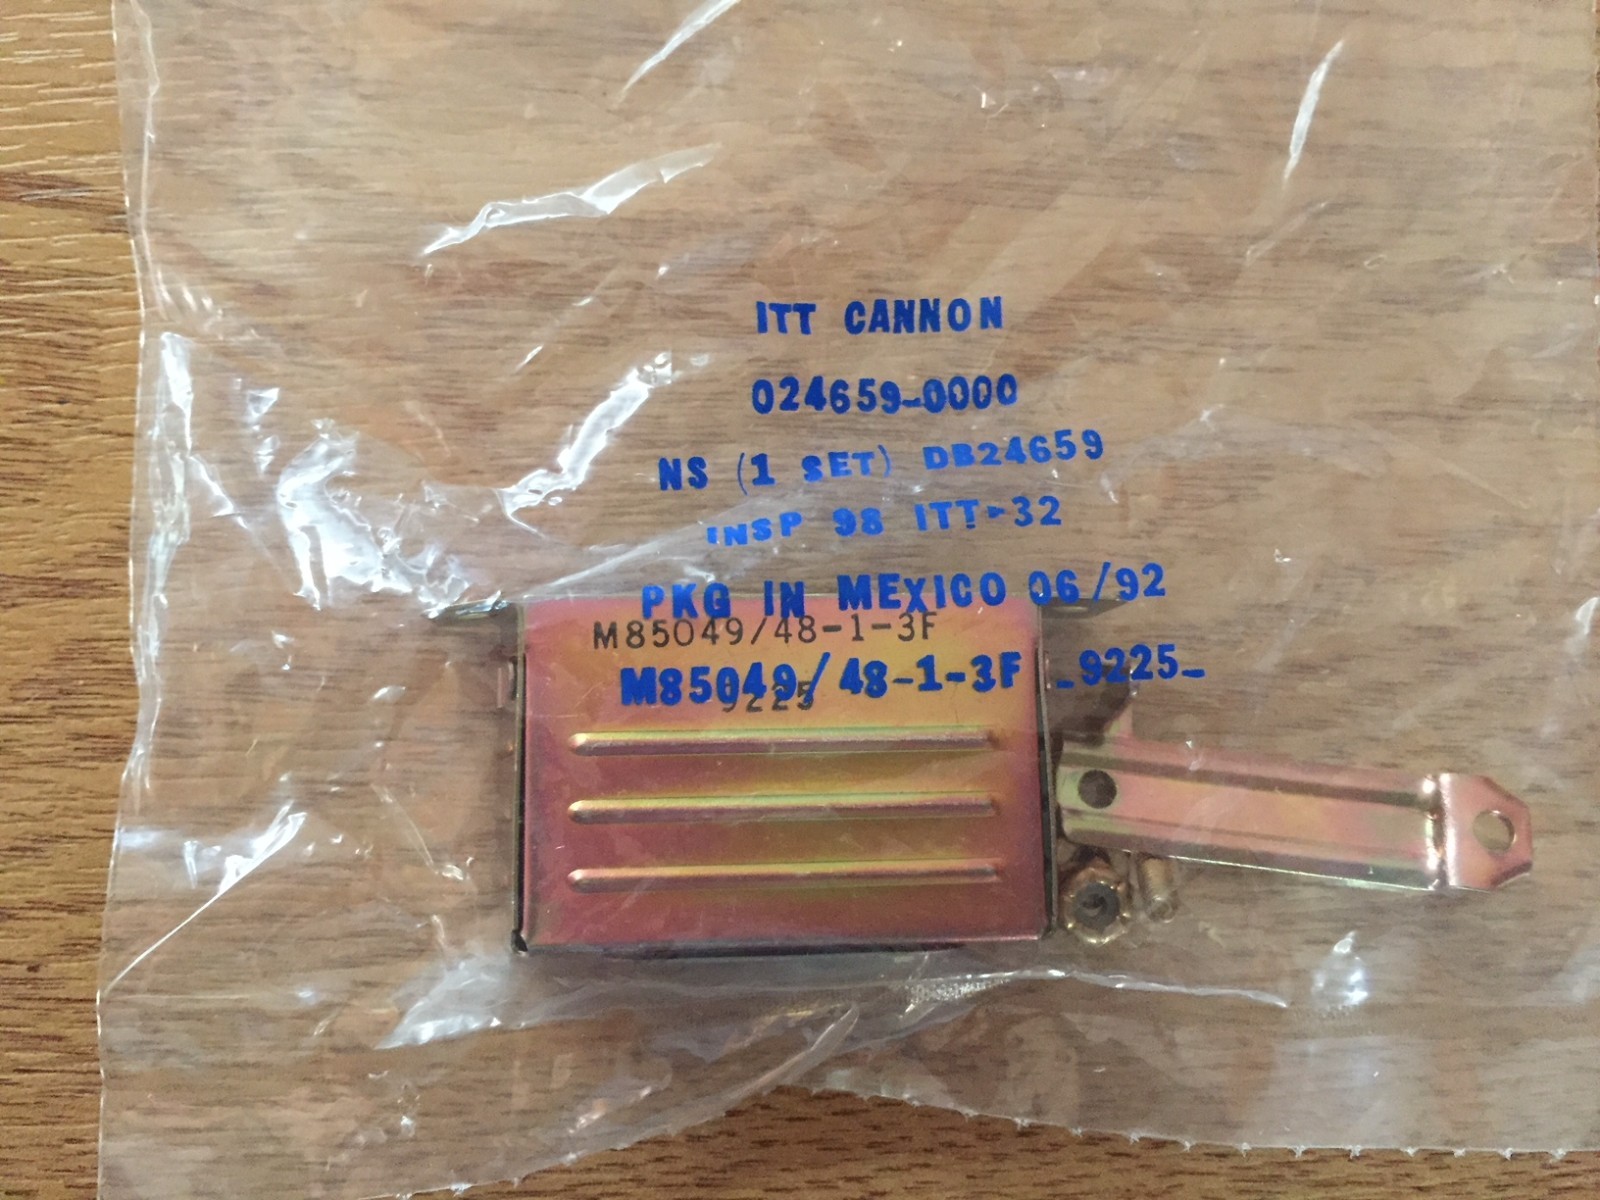 ITT CANNON
024659-0000
NS (1 SET) DB24659
INSP 98 ITT-32
PKG IN MEXICO 06/92
M85049/48-1-3F
M85049/48-1-3F _9225_
9225